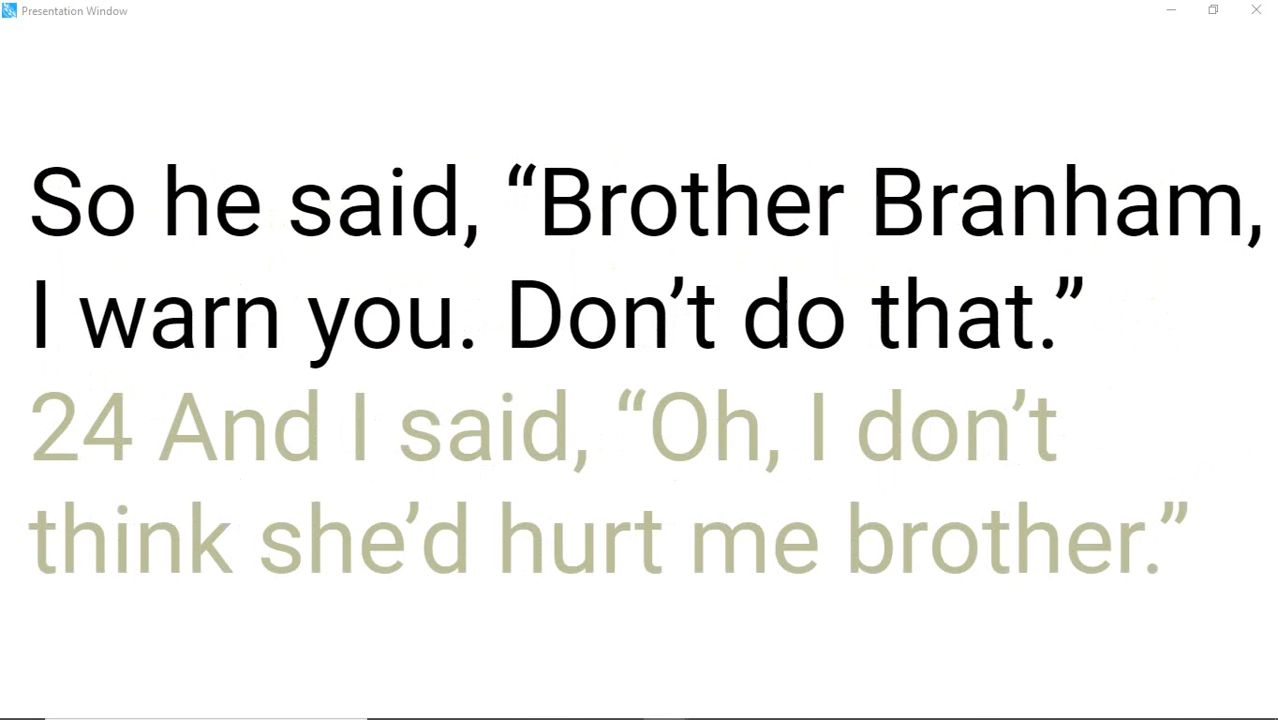 Presentation Window
So he said, “Brother Branham,
I warn you. Don’t do that.”
24 And I said, “Oh, I don’t
think she’d hurt me brother.”